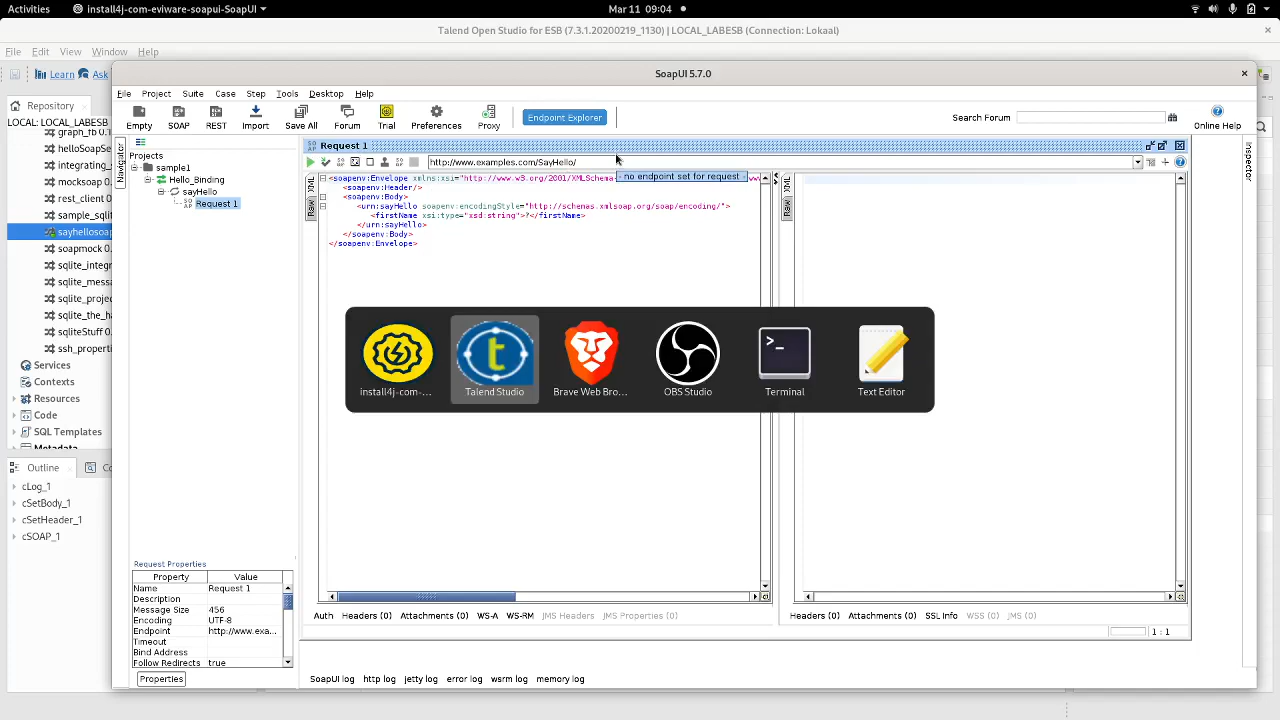 Activities
install4j-com-eviware-soapui-SoapUI
Mar 11 09:04
Talend Open Studio for ESB (7.3.1.20200219_1130) | LOCAL_LABESB (Connection: Lokaal)
File Edit View Window Help
Learn Ask
Repository
LOCAL: LOCAL_LABESB
graph_fb 0.1
helloSoapSe
integrating_
mocksoap 0
rest_client 0
sample_sqlit
sayhellosoap
soapmock 0.
sqlite_integr
sqlite_messa
sqlite_projec
sqlite_the_ha
sqliteStuff 0.
ssh_properti
Services
Contexts
Resources
Code
SQL Templates
Metadata
Outline
cLog_1
cSetBody_1
cSetHeader_1
cSOAP_1
SoapUI 5.7.0
File Project Suite Case Step Tools Desktop Help
Empty SOAP REST Import Save All Forum Trial Preferences Proxy
Endpoint Explorer
Search Forum
Online Help
Navigator
Projects
sample1
Hello_Binding
sayHello
Request 1
Request 1
http://www.examples.com/SayHello/
- no endpoint set for request -
XML
Raw
<soapenv:Envelope xmlns:xsi="http://www.w3.org/2001/XMLSchema-
<soapenv:Header/>
<soapenv:Body>
<urn:sayHello soapenv:encodingStyle="http://schemas.xmlsoap.org/soap/encoding/">
<firstName xsi:type="xsd:string">?</firstName>
</urn:sayHello>
</soapenv:Body>
</soapenv:Envelope>
XML
Raw
Inspector
install4j-com-...
Talend Studio
Brave Web Bro...
OBS Studio
Terminal
Text Editor
Request Properties
Property Value
Name Request 1
Description
Message Size 456
Encoding UTF-8
Endpoint http://www.exa...
Timeout
Bind Address
Follow Redirects true
Properties
Auth Headers (0) Attachments (0) WS-A WS-RM JMS Headers JMS Properties (0)
Headers (0) Attachments (0) SSL Info WSS (0) JMS (0)
1 : 1
SoapUI log http log jetty log error log wsrm log memory log